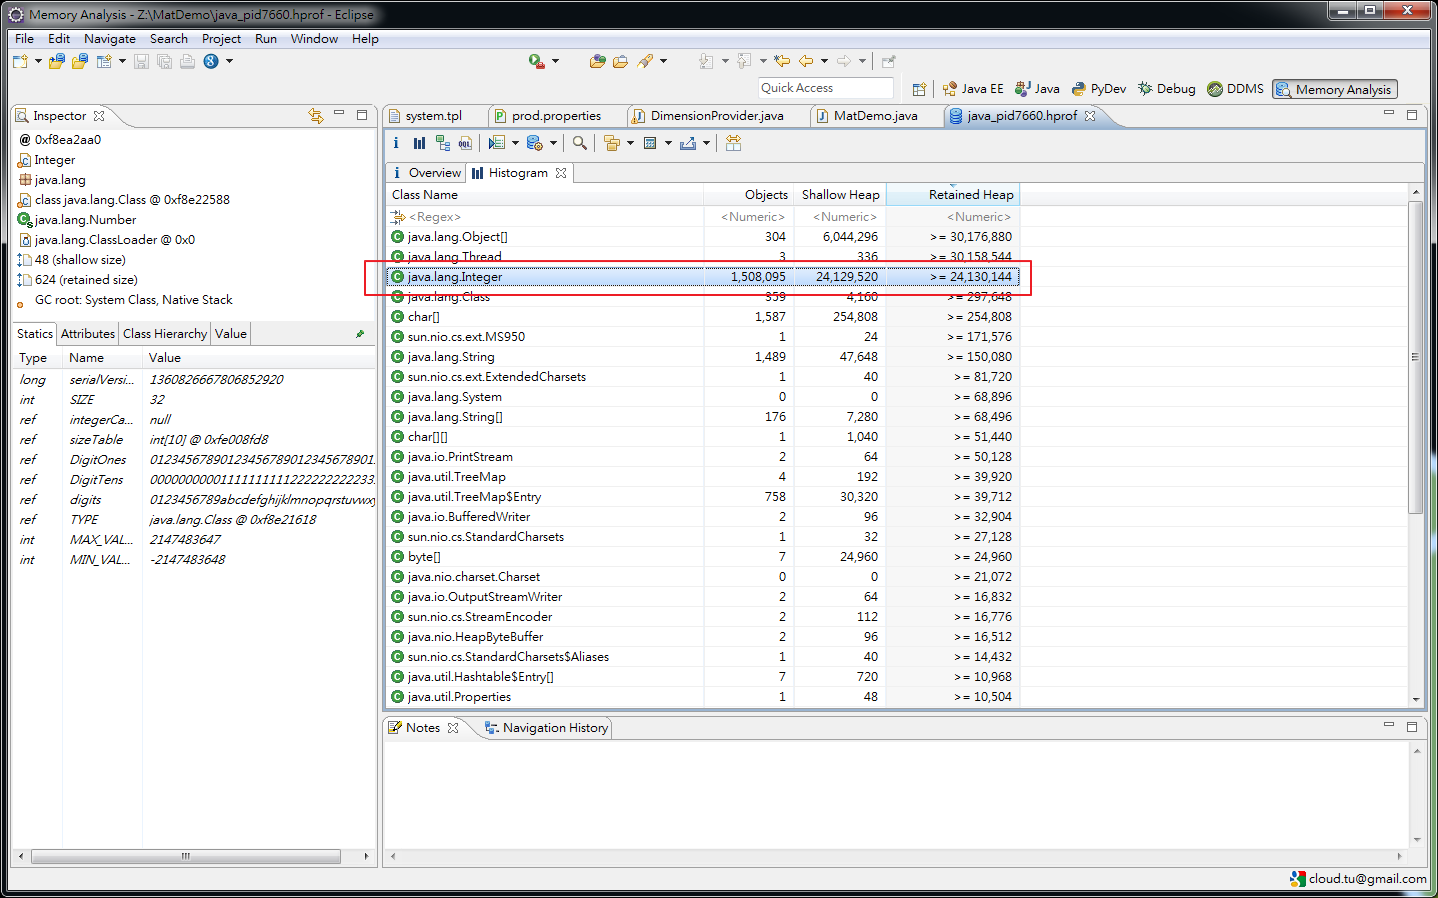 Memory Analysis - Z:\MatDemo\java_pid7660.hprof - Eclipse
File Edit Navigate Search Project Run Window Help
Quick Access
Java EE Java PyDev Debug DDMS Memory Analysis
Inspector
@ 0xf8ea2aa0
Integer
java.lang
class java.lang.Class @ 0xf8e22588
java.lang.Number
java.lang.ClassLoader @ 0x0
48 (shallow size)
624 (retained size)
GC root: System Class, Native Stack
Statics Attributes Class Hierarchy Value
Type Name Value
long serialVersi... 1360826667806852920
int SIZE 32
ref integerCa... null
ref sizeTable int[10] @ 0xfe008fd8
ref DigitOnes 01234567890123456789012345678901.
ref DigitTens 0000000000111111111122222222223 3
ref digits 0123456789abcdefghijklmnopqrstuvwxy
ref TYPE java.lang.Class @ 0xf8e21618
int MAX_VAL... 2147483647
int MIN_VAL... -2147483648
system.tpl prod.properties DimensionProvider.java MatDemo.java java_pid7660.hprof
i OQL
i Overview Histogram
Class Name Objects Shallow Heap Retained Heap
<Regex> <Numeric> <Numeric> <Numeric>
java.lang.Object[] 304 6,044,296 >= 30,176,880
java.lang.Thread 3 336 >= 30,158,544
java.lang.Integer 1,508,095 24,129,520 >= 24,130,144
java.lang.Class 359 4,160 >= 297,648
char[] 1,587 254,808 >= 254,808
sun.nio.cs.ext.MS950 1 24 >= 171,576
java.lang.String 1,489 47,648 >= 150,080
sun.nio.cs.ext.ExtendedCharsets 1 40 >= 81,720
java.lang.System 0 0 >= 68,896
java.lang.String[] 176 7,280 >= 68,496
char[][] 1 1,040 >= 51,440
java.io.PrintStream 2 64 >= 50,128
java.util.TreeMap 4 192 >= 39,920
java.util.TreeMap$Entry 758 30,320 >= 39,712
java.io.BufferedWriter 2 96 >= 32,904
sun.nio.cs.StandardCharsets 1 32 >= 27,128
byte[] 7 24,960 >= 24,960
java.nio.charset.Charset 0 0 >= 21,072
java.io.OutputStreamWriter 2 64 >= 16,832
sun.nio.cs.StreamEncoder 2 112 >= 16,776
java.nio.HeapByteBuffer 2 96 >= 16,512
sun.nio.cs.StandardCharsets$Aliases 1 40 >= 14,432
java.util.Hashtable$Entry[] 7 720 >= 10,968
java.util.Properties 1 48 >= 10,504
Notes Navigation History
cloud.tu@gmail.com